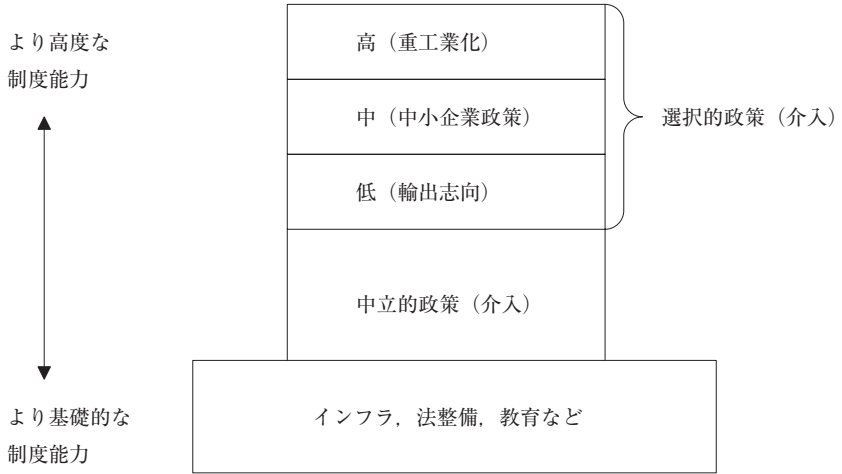 より高度な
制度能力
高（重工業化）
中（中小企業政策）
低（輸出志向）
選択的政策（介入）
中立的政策（介入）
より基礎的な
制度能力
インフラ，法整備，教育など